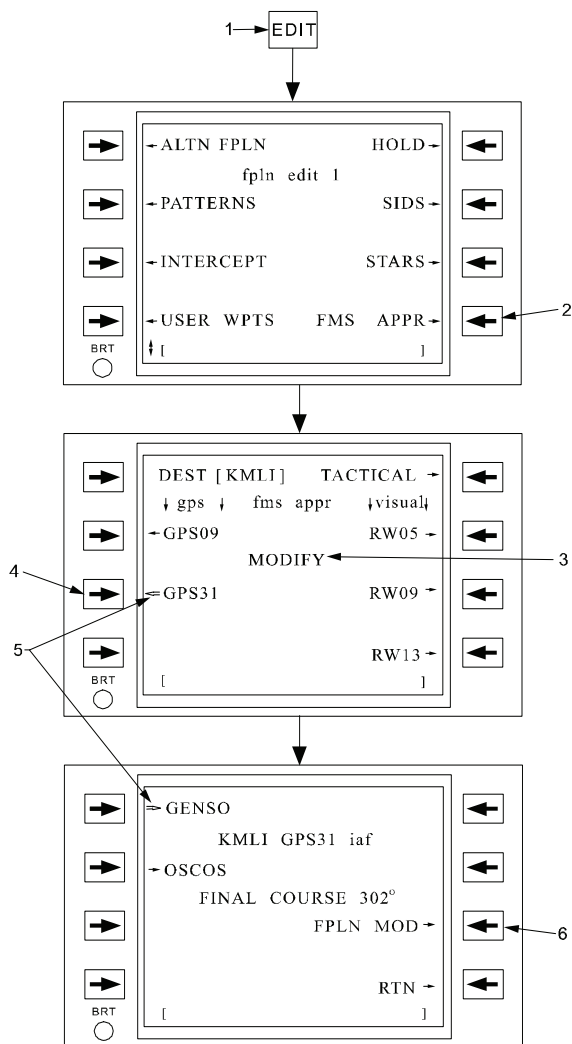 1 EDIT
ALTN FPLN HOLD
fpln edit 1
PATTERNS SIDS
INTERCEPT STARS
USER WPTS FMS APPR 2
BRT [ ]
DEST [KMLI] TACTICAL
gps fms appr visual
GPS09 RW05
MODIFY 3
4 GPS31 RW09
5
RW13
BRT [ ]
GENSO
KMLI GPS31 iaf
OSCOS
FINAL COURSE 302°
FPLN MOD 6
RTN
BRT [ ]